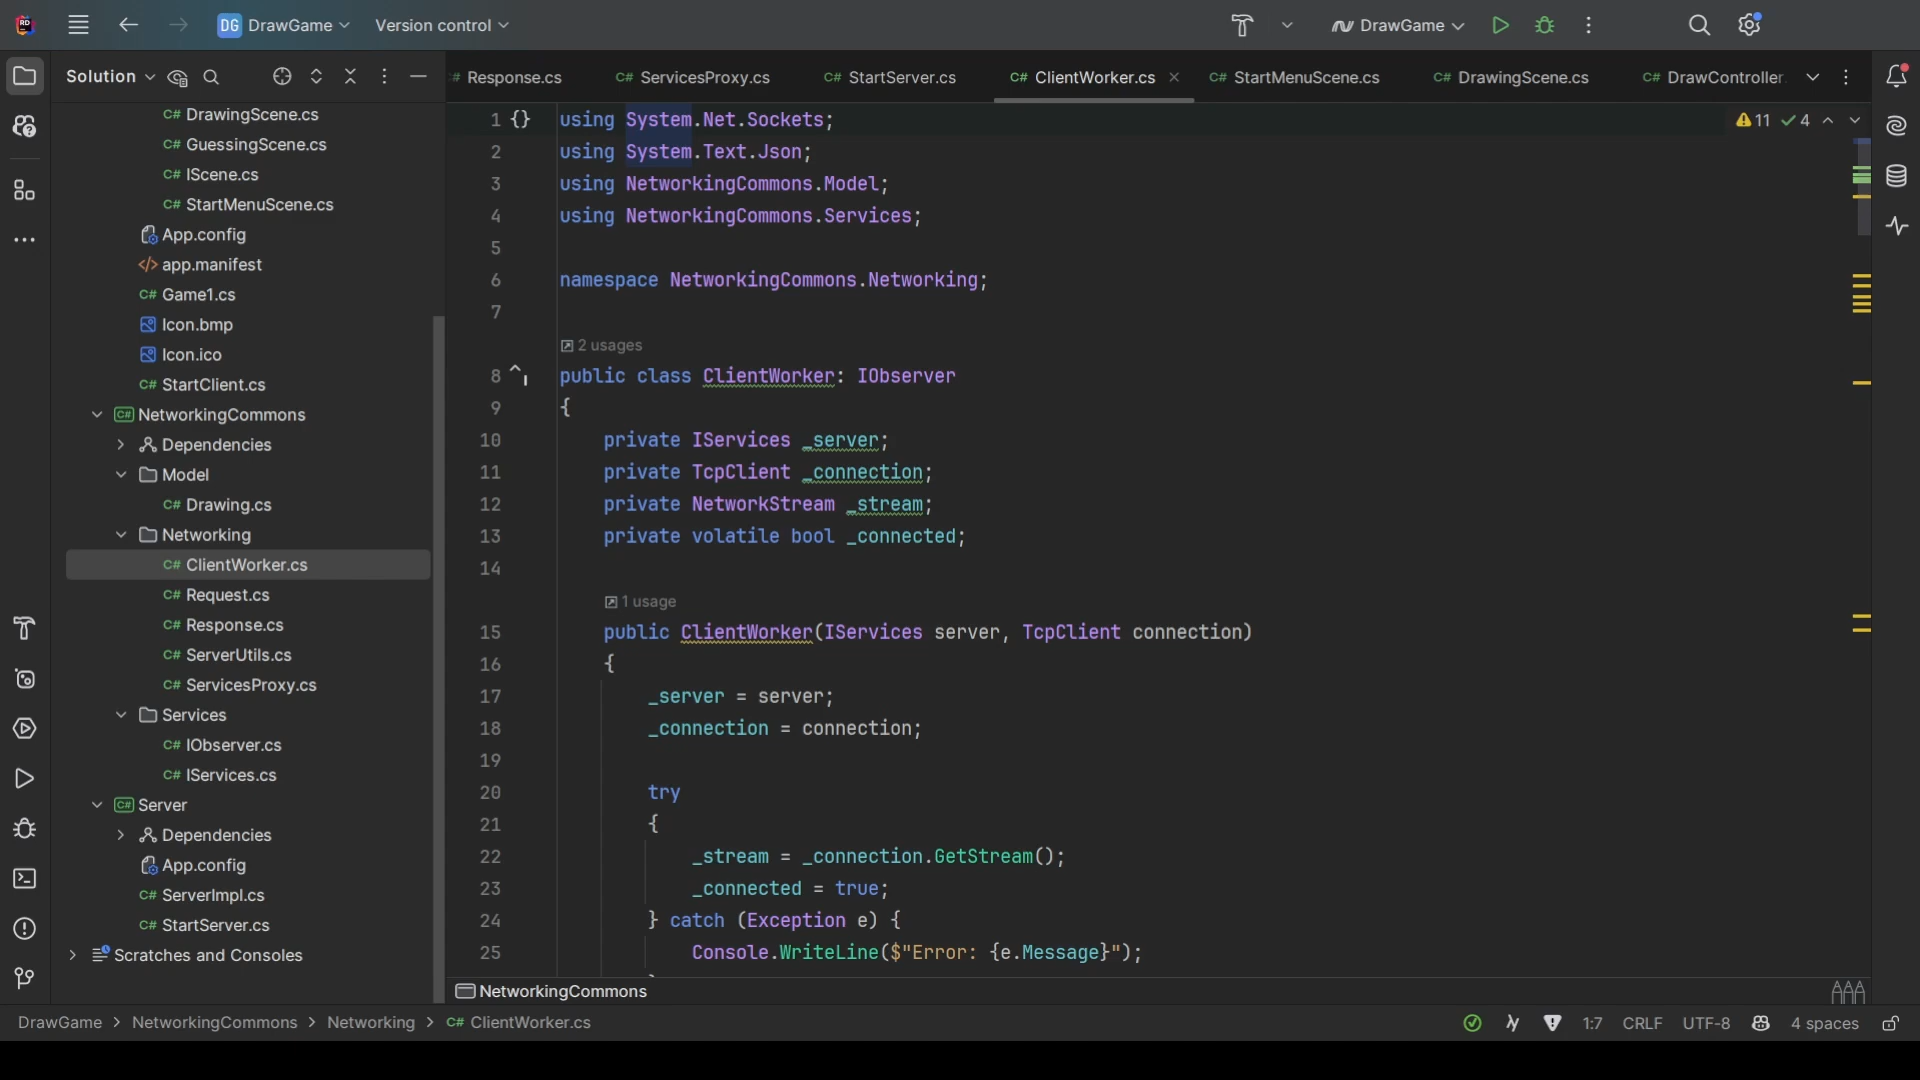 DG DrawGame
Version control
DrawGame
Solution
Response.cs
C# ServicesProxy.cs
C# StartServer.cs
C# ClientWorker.cs
C# StartMenuScene.cs
C# DrawingScene.cs
C# DrawController
C# DrawingScene.cs
C# GuessingScene.cs
C# IScene.cs
C# StartMenuScene.cs
App.config
</> app.manifest
C# Game1.cs
Icon.bmp
Icon.ico
C# StartClient.cs
C# NetworkingCommons
Dependencies
Model
C# Drawing.cs
Networking
C# ClientWorker.cs
C# Request.cs
C# Response.cs
C# ServerUtils.cs
C# ServicesProxy.cs
Services
C# IObserver.cs
C# IServices.cs
C# Server
Dependencies
App.config
C# ServerImpl.cs
C# StartServer.cs
Scratches and Consoles
11 4
1 {} using System.Net.Sockets;
2 using System.Text.Json;
3 using NetworkingCommons.Model;
4 using NetworkingCommons.Services;
5
6 namespace NetworkingCommons.Networking;
7
2 usages
8 public class ClientWorker: IObserver
9 {
10 private IServices _server;
11 private TcpClient _connection;
12 private NetworkStream _stream;
13 private volatile bool _connected;
14
1 usage
15 public ClientWorker(IServices server, TcpClient connection)
16 {
17 _server = server;
18 _connection = connection;
19
20 try
21 {
22 _stream = _connection.GetStream();
23 _connected = true;
24 } catch (Exception e) {
25 Console.WriteLine($"Error: {e.Message}");
NetworkingCommons
DrawGame > NetworkingCommons > Networking > C# ClientWorker.cs
1:7 CRLF UTF-8 4 spaces